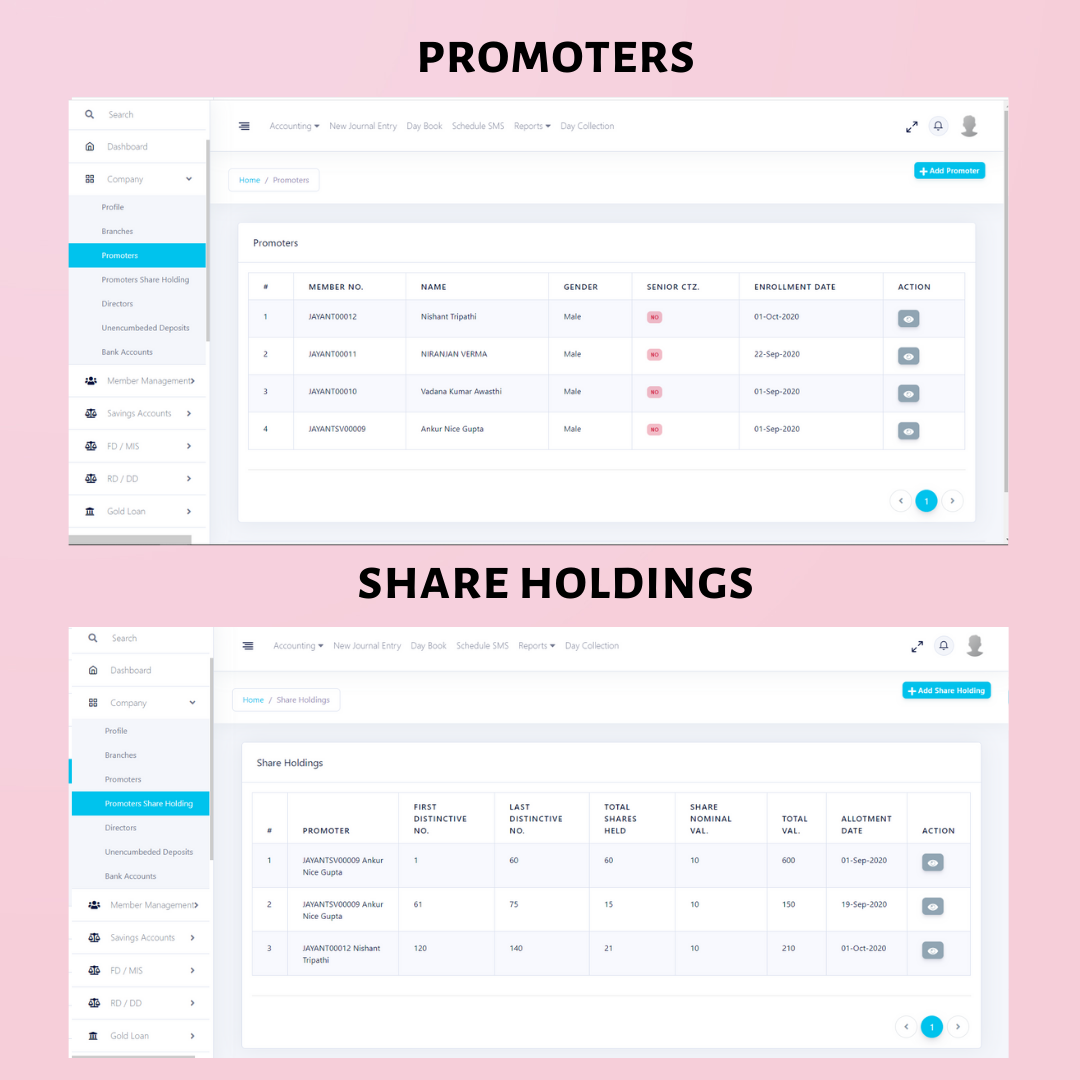 PROMOTERS
Search
Accounting New Journal Entry Day Book Schedule SMS Reports Day Collection
Dashboard
Company
Home / Promoters
Add Promoter
Profile
Branches
Promoters
Promoters Share Holding
Directors
Unencumbeded Deposits
Bank Accounts
Member Management
Savings Accounts
FD / MIS
RD / DD
Gold Loan
Promoters
# MEMBER NO. NAME GENDER SENIOR CTZ. ENROLLMENT DATE ACTION
1 JAYANT00012 Nishant Tripathi Male NO 01-Oct-2020
2 JAYANT00011 NIRANJAN VERMA Male NO 22-Sep-2020
3 JAYANT00010 Vadana Kumar Awasthi Male NO 01-Sep-2020
4 JAYANTSV00009 Ankur Nice Gupta Male NO 01-Sep-2020
1
SHARE HOLDINGS
Search
Accounting New Journal Entry Day Book Schedule SMS Reports Day Collection
Dashboard
Company
Home / Share Holdings
Add Share Holding
Profile
Branches
Promoters
Promoters Share Holding
Directors
Unencumbeded Deposits
Bank Accounts
Member Management
Savings Accounts
FD / MIS
RD / DD
Gold Loan
Share Holdings
# PROMOTER FIRST DISTINCTIVE NO. LAST DISTINCTIVE NO. TOTAL SHARES HELD SHARE NOMINAL VAL. TOTAL VAL. ALLOTMENT DATE ACTION
1 JAYANTSV00009 Ankur Nice Gupta 1 60 60 10 600 01-Sep-2020
2 JAYANTSV00009 Ankur Nice Gupta 61 75 15 10 150 19-Sep-2020
3 JAYANT00012 Nishant Tripathi 120 140 21 10 210 01-Oct-2020
1